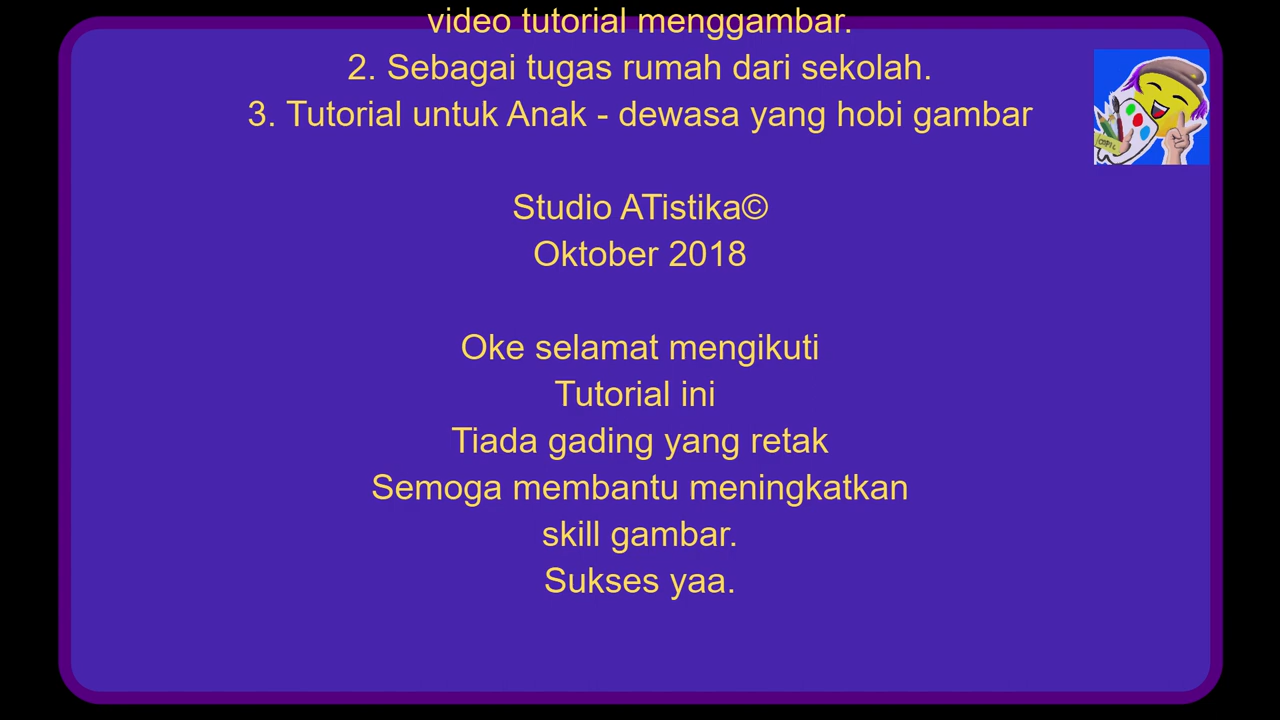 video tutorial menggambar.
2. Sebagai tugas rumah dari sekolah.
3. Tutorial untuk Anak - dewasa yang hobi gambar
Studio ATistika©
Oktober 2018
Oke selamat mengikuti
Tutorial ini
Tiada gading yang retak
Semoga membantu meningkatkan
skill gambar.
Sukses yaa.